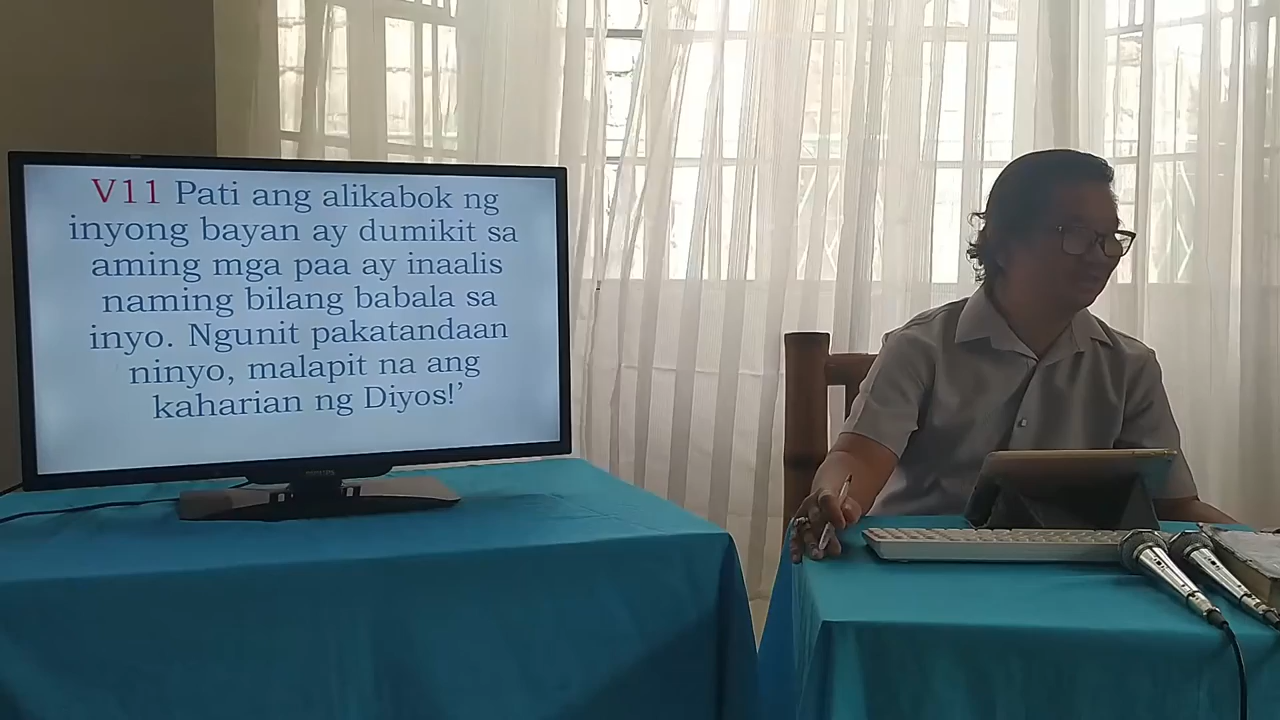 V11 Pati ang alikabok ng
inyong bayan ay dumikit sa
aming mga paa ay inaalis
naming bilang babala sa
inyo. Ngunit pakatandaan
ninyo, malapit na ang
kaharian ng Diyos!’